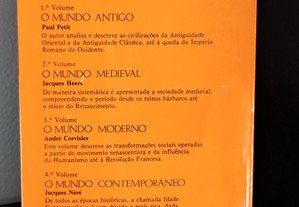 1.º Volume
O MUNDO ANTIGO
Paul Petit
O autor analisa e descreve as civilizações da Antiguidade
Oriental e da Antiguidade Clássica, até à queda do Império
Romano do Ocidente.
2.º Volume
O MUNDO MEDIEVAL
Jacques Heers
De maneira sistemática é apresentada a sociedade medieval,
compreendendo o período desde os reinos bárbaros até ao
início do Renascimento.
3.º Volume
O MUNDO MODERNO
André Corvisier
Este volume descreve as transformações sociais operadas
a partir do movimento renascentista e da influência
do Humanismo até à Revolução Francesa.
4.º Volume
O MUNDO CONTEMPORÂNEO
Jacques Néré
De todos as épocas históricas, a chamada Idade